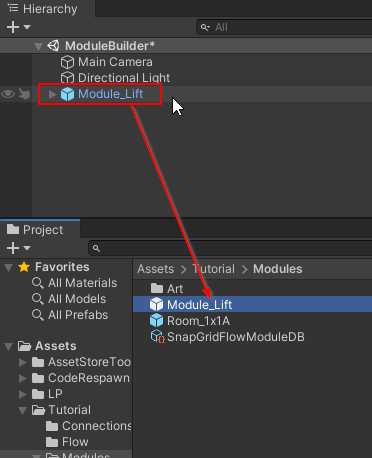 Hierarchy
All
ModuleBuilder*
Main Camera
Directional Light
Module_Lift
Project
Favorites
All Materials
All Models
All Prefabs
Assets
AssetStoreToo
CodeRespawn
LP
Tutorial
Connections
Flow
Modules
Assets > Tutorial > Modules
Art
Module_Lift
Room_1x1A
SnapGridFlowModuleDB